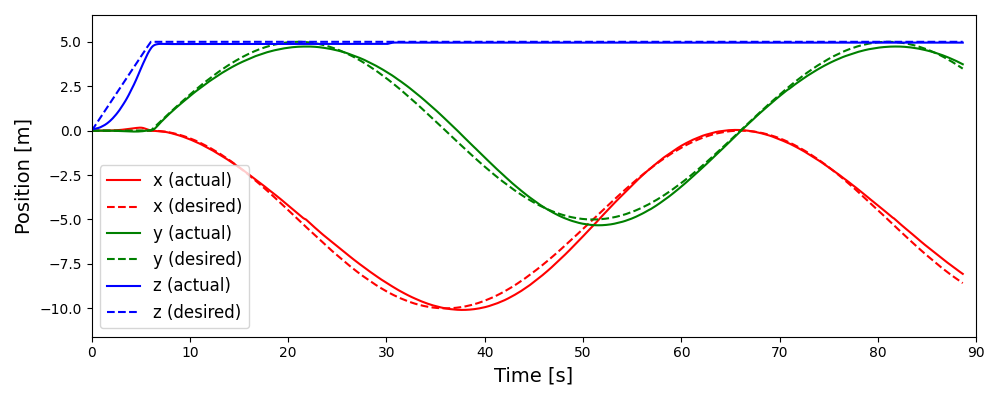 5.0
2.5
0.0
−2.5
−5.0
−7.5
−10.0
Position [m]
x (actual)
x (desired)
y (actual)
y (desired)
z (actual)
z (desired)
0 10 20 30 40 50 60 70 80 90
Time [s]